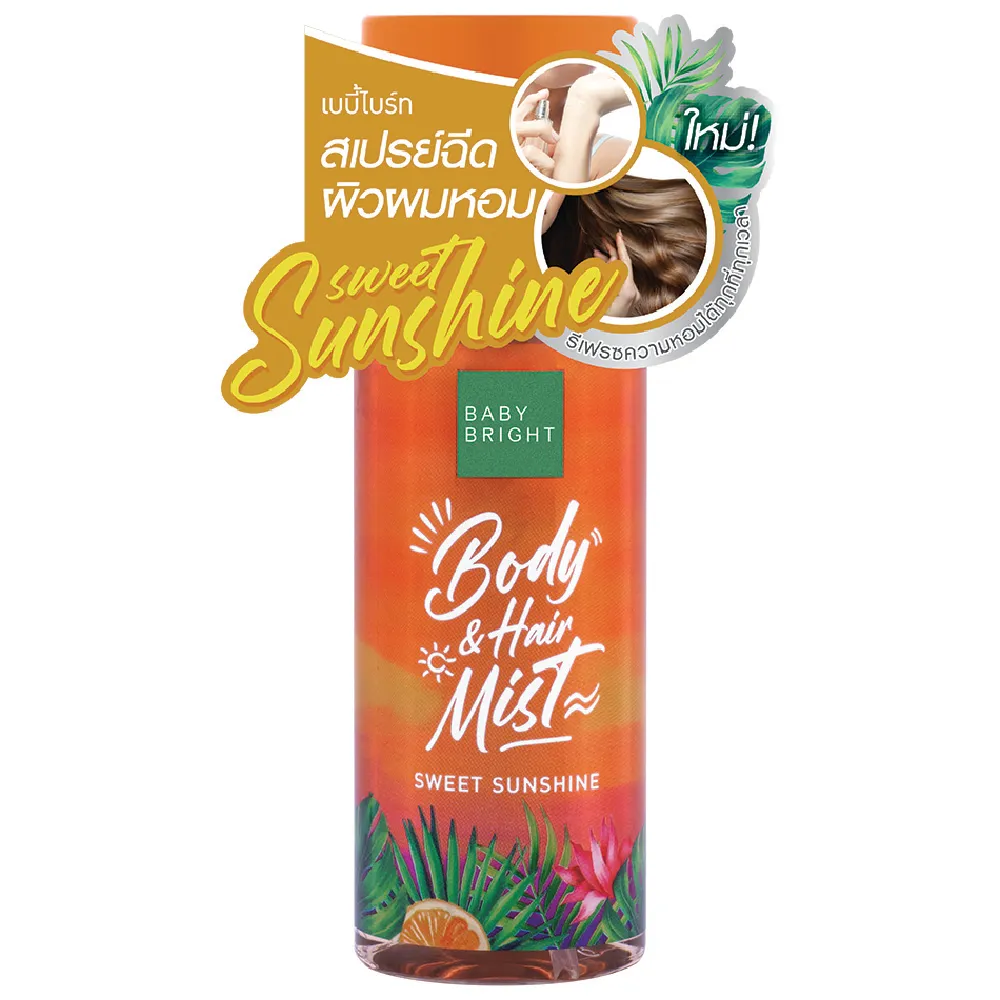 เบบี้ไบร์ท
สเปรย์ฉีด
ผิวผมหอม
sweet
Sunshine
ใหม่!
รีเฟรชความหอมได้ทุกที่ทุกเวลา
BABY
BRIGHT
Body
& Hair
Mist
SWEET SUNSHINE